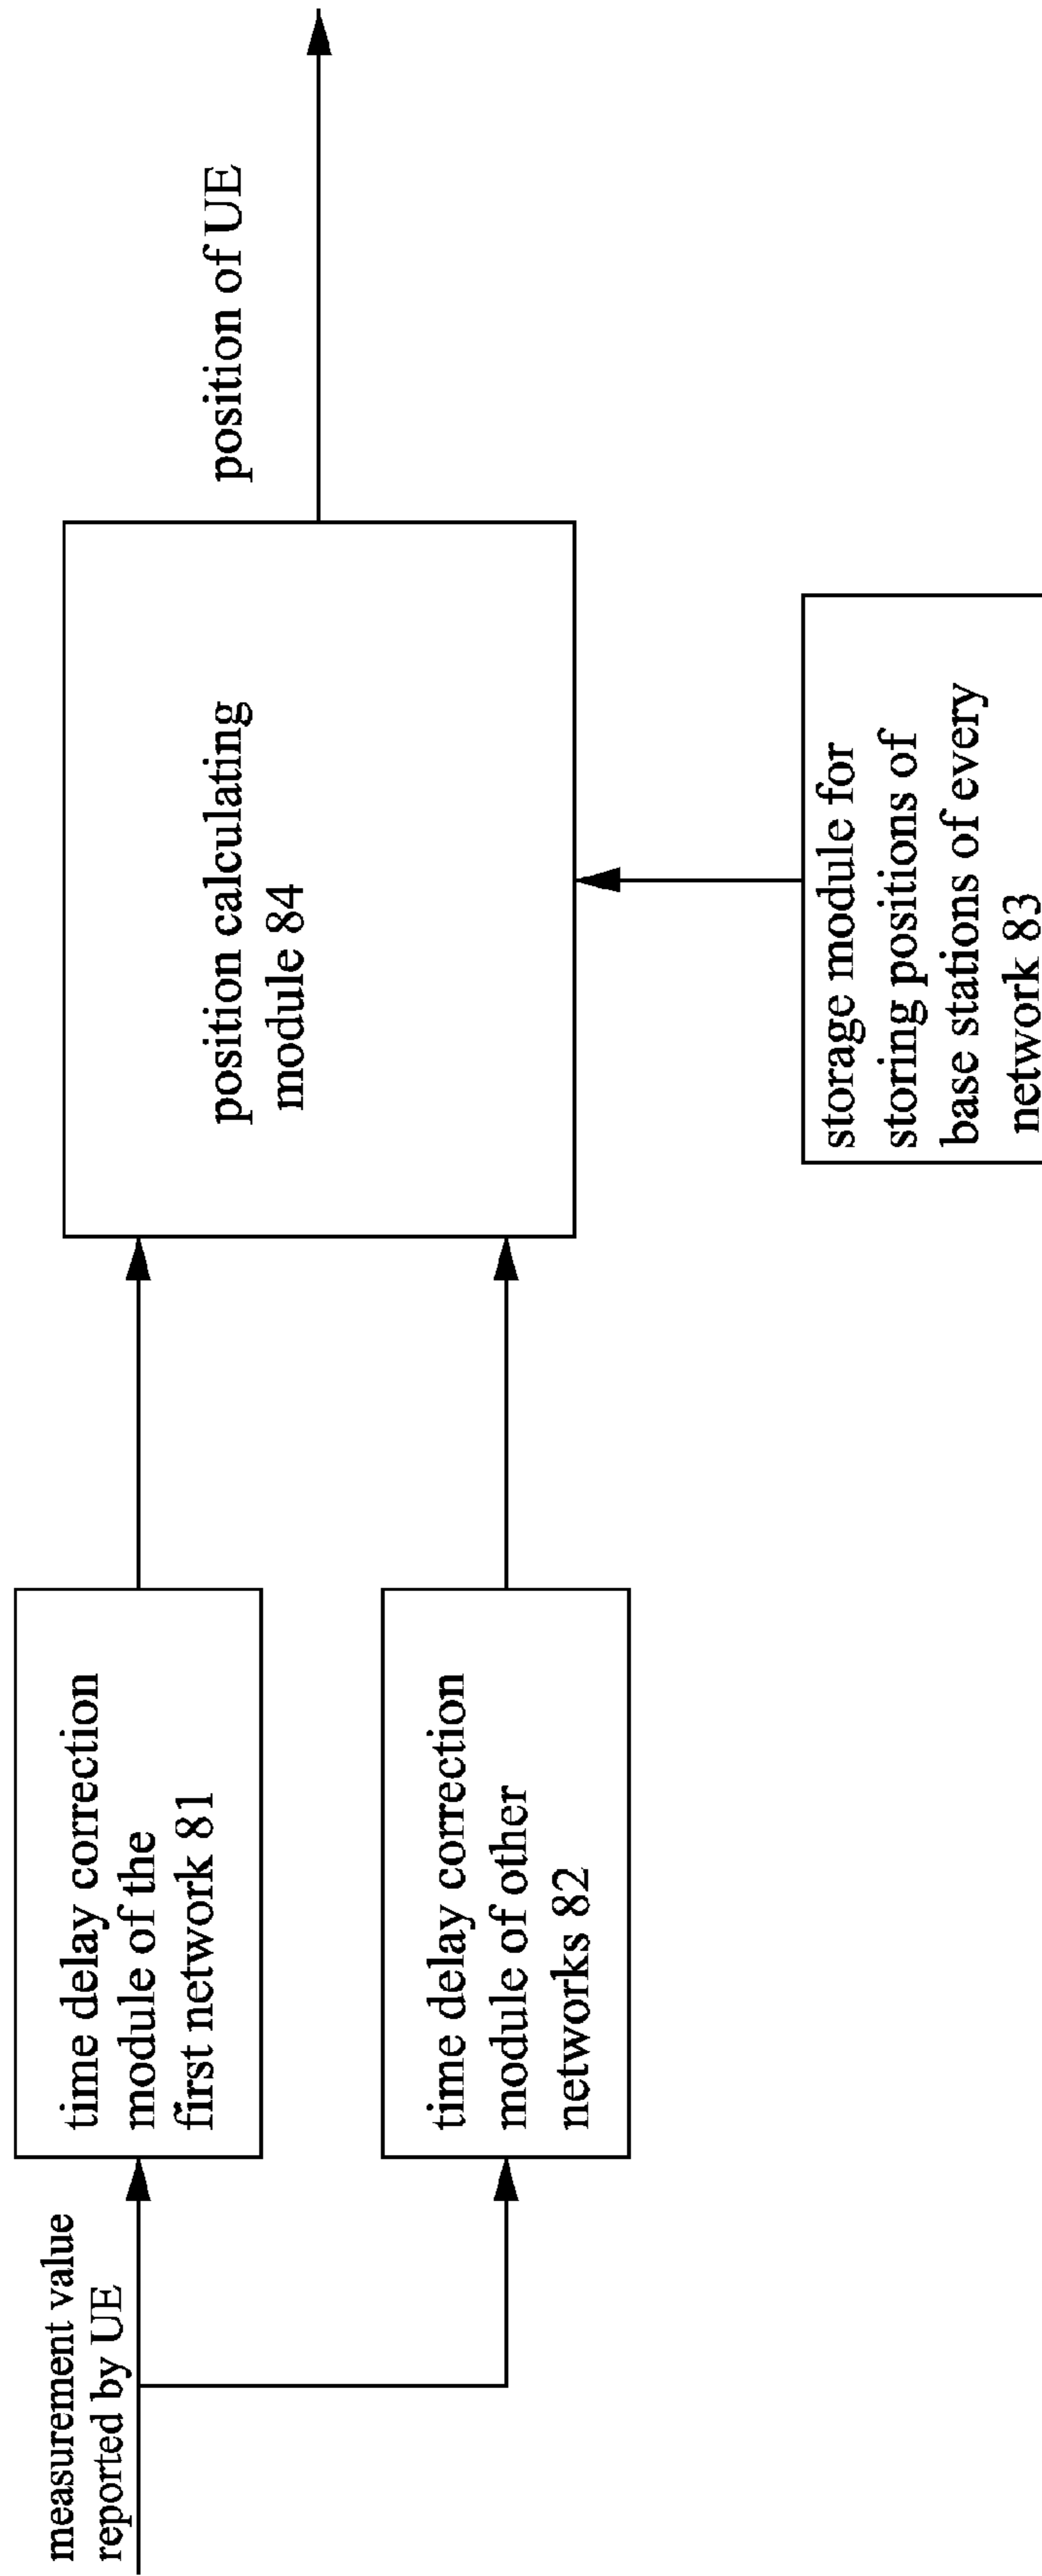 measurement value
reported by UE
time delay correction
module of the
first network 81
time delay correction
module of other
networks 82
position calculating
module 84
storage module for
storing positions of
base stations of every
network 83
position of UE